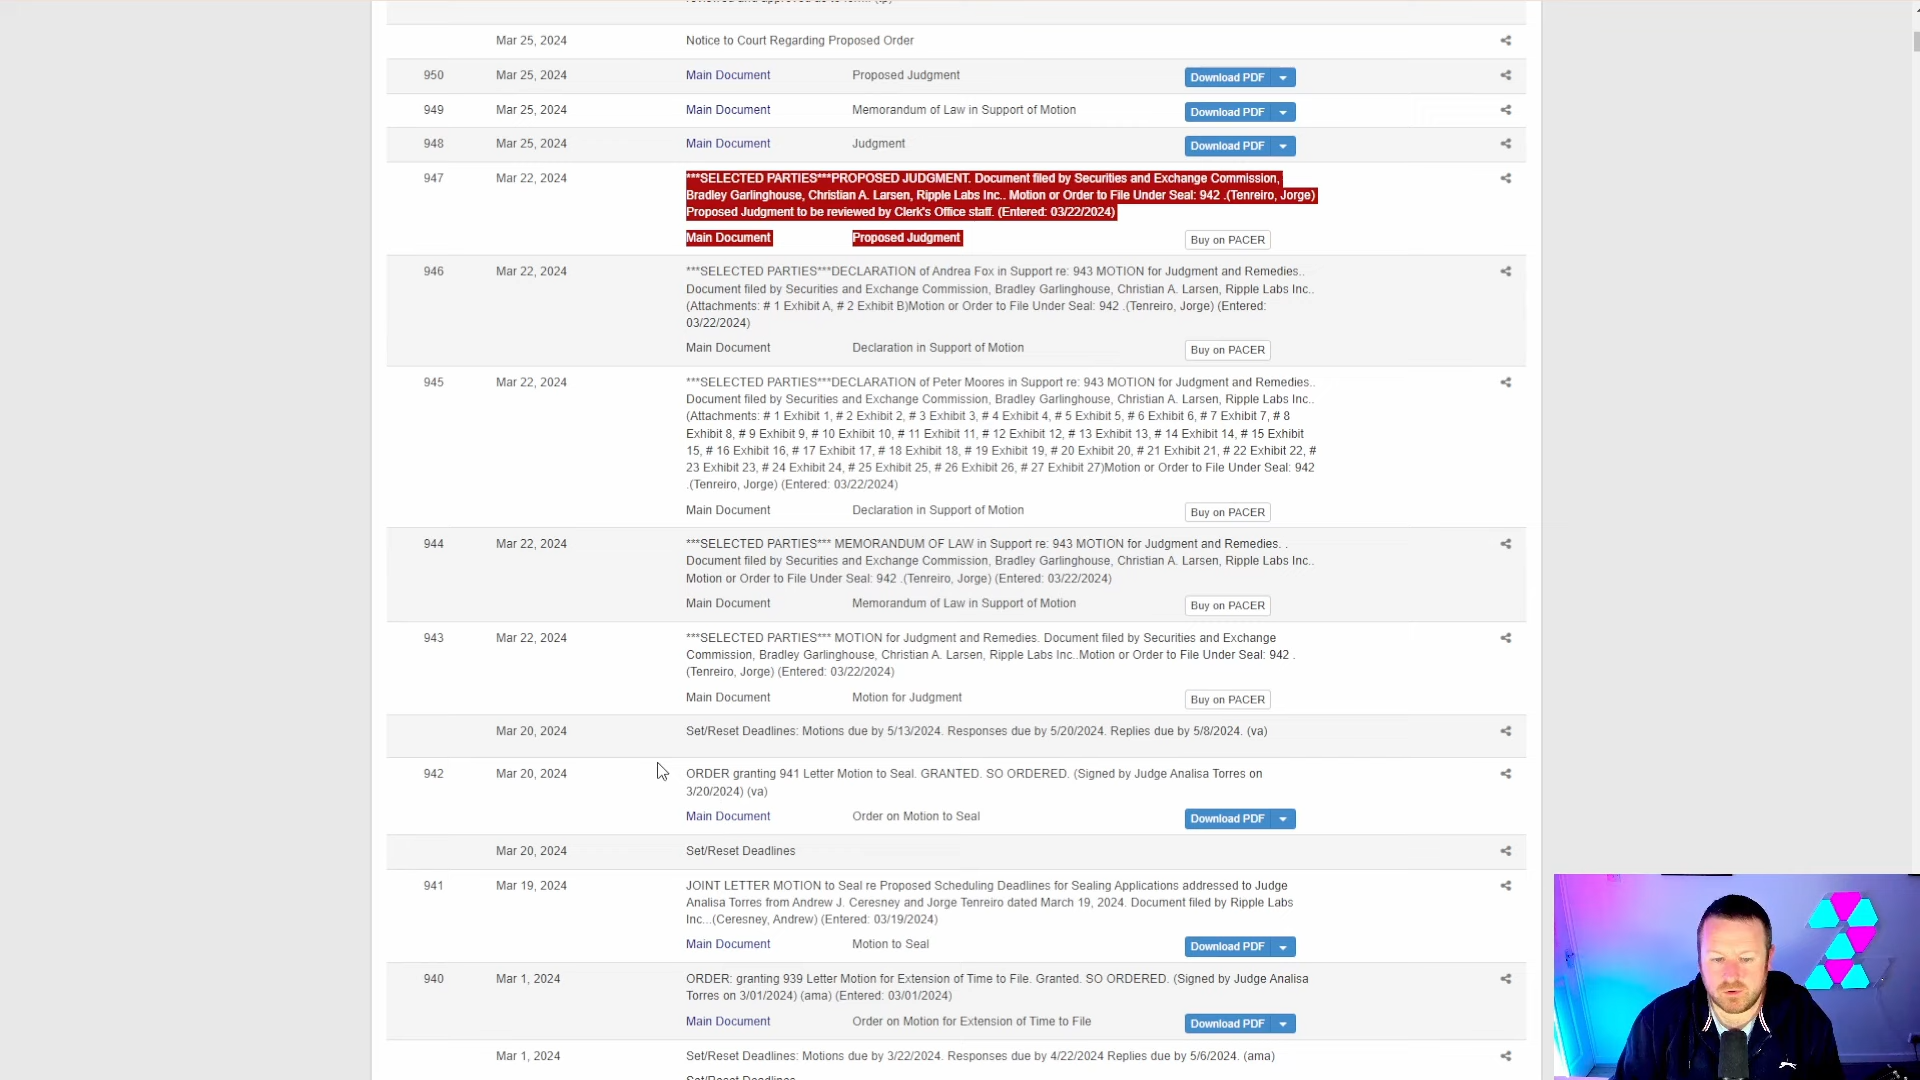 Mar 25, 2024 Notice to Court Regarding Proposed Order
950 Mar 25, 2024 Main Document Proposed Judgment Download PDF
949 Mar 25, 2024 Main Document Memorandum of Law in Support of Motion Download PDF
948 Mar 25, 2024 Main Document Judgment Download PDF
947 Mar 22, 2024 ***SELECTED PARTIES***PROPOSED JUDGMENT. Document filed by Securities and Exchange Commission,
Bradley Garlinghouse, Christian A. Larsen, Ripple Labs Inc.. Motion or Order to File Under Seal: 942 .(Tenreiro, Jorge)
Proposed Judgment to be reviewed by Clerk's Office staff. (Entered: 03/22/2024)
Main Document Proposed Judgment Buy on PACER
946 Mar 22, 2024 ***SELECTED PARTIES***DECLARATION of Andrea Fox in Support re: 943 MOTION for Judgment and Remedies..
Document filed by Securities and Exchange Commission, Bradley Garlinghouse, Christian A. Larsen, Ripple Labs Inc..
(Attachments: # 1 Exhibit A, # 2 Exhibit B)Motion or Order to File Under Seal: 942 .(Tenreiro, Jorge) (Entered:
03/22/2024)
Main Document Declaration in Support of Motion Buy on PACER
945 Mar 22, 2024 ***SELECTED PARTIES***DECLARATION of Peter Moores in Support re: 943 MOTION for Judgment and Remedies..
Document filed by Securities and Exchange Commission, Bradley Garlinghouse, Christian A. Larsen, Ripple Labs Inc..
(Attachments: # 1 Exhibit 1, # 2 Exhibit 2, # 3 Exhibit 3, # 4 Exhibit 4, # 5 Exhibit 5, # 6 Exhibit 6, # 7 Exhibit 7, # 8
Exhibit 8, # 9 Exhibit 9, # 10 Exhibit 10, # 11 Exhibit 11, # 12 Exhibit 12, # 13 Exhibit 13, # 14 Exhibit 14, # 15 Exhibit
15, # 16 Exhibit 16, # 17 Exhibit 17, # 18 Exhibit 18, # 19 Exhibit 19, # 20 Exhibit 20, # 21 Exhibit 21, # 22 Exhibit 22, #
23 Exhibit 23, # 24 Exhibit 24, # 25 Exhibit 25, # 26 Exhibit 26, # 27 Exhibit 27)Motion or Order to File Under Seal: 942
.(Tenreiro, Jorge) (Entered: 03/22/2024)
Main Document Declaration in Support of Motion Buy on PACER
944 Mar 22, 2024 ***SELECTED PARTIES*** MEMORANDUM OF LAW in Support re: 943 MOTION for Judgment and Remedies. .
Document filed by Securities and Exchange Commission, Bradley Garlinghouse, Christian A. Larsen, Ripple Labs Inc..
Motion or Order to File Under Seal: 942 .(Tenreiro, Jorge) (Entered: 03/22/2024)
Main Document Memorandum of Law in Support of Motion Buy on PACER
943 Mar 22, 2024 ***SELECTED PARTIES*** MOTION for Judgment and Remedies. Document filed by Securities and Exchange
Commission, Bradley Garlinghouse, Christian A. Larsen, Ripple Labs Inc..Motion or Order to File Under Seal: 942 .
(Tenreiro, Jorge) (Entered: 03/22/2024)
Main Document Motion for Judgment Buy on PACER
Mar 20, 2024 Set/Reset Deadlines: Motions due by 5/13/2024. Responses due by 5/20/2024. Replies due by 5/8/2024. (va)
942 Mar 20, 2024 ORDER granting 941 Letter Motion to Seal. GRANTED. SO ORDERED. (Signed by Judge Analisa Torres on
3/20/2024) (va)
Main Document Order on Motion to Seal Download PDF
Mar 20, 2024 Set/Reset Deadlines
941 Mar 19, 2024 JOINT LETTER MOTION to Seal re Proposed Scheduling Deadlines for Sealing Applications addressed to Judge
Analisa Torres from Andrew J. Ceresney and Jorge Tenreiro dated March 19, 2024. Document filed by Ripple Labs
Inc...(Ceresney, Andrew) (Entered: 03/19/2024)
Main Document Motion to Seal Download PDF
940 Mar 1, 2024 ORDER: granting 939 Letter Motion for Extension of Time to File. Granted. SO ORDERED. (Signed by Judge Analisa
Torres on 3/01/2024) (ama) (Entered: 03/01/2024)
Main Document Order on Motion for Extension of Time to File Download PDF
Mar 1, 2024 Set/Reset Deadlines: Motions due by 3/22/2024. Responses due by 4/22/2024 Replies due by 5/6/2024. (ama)